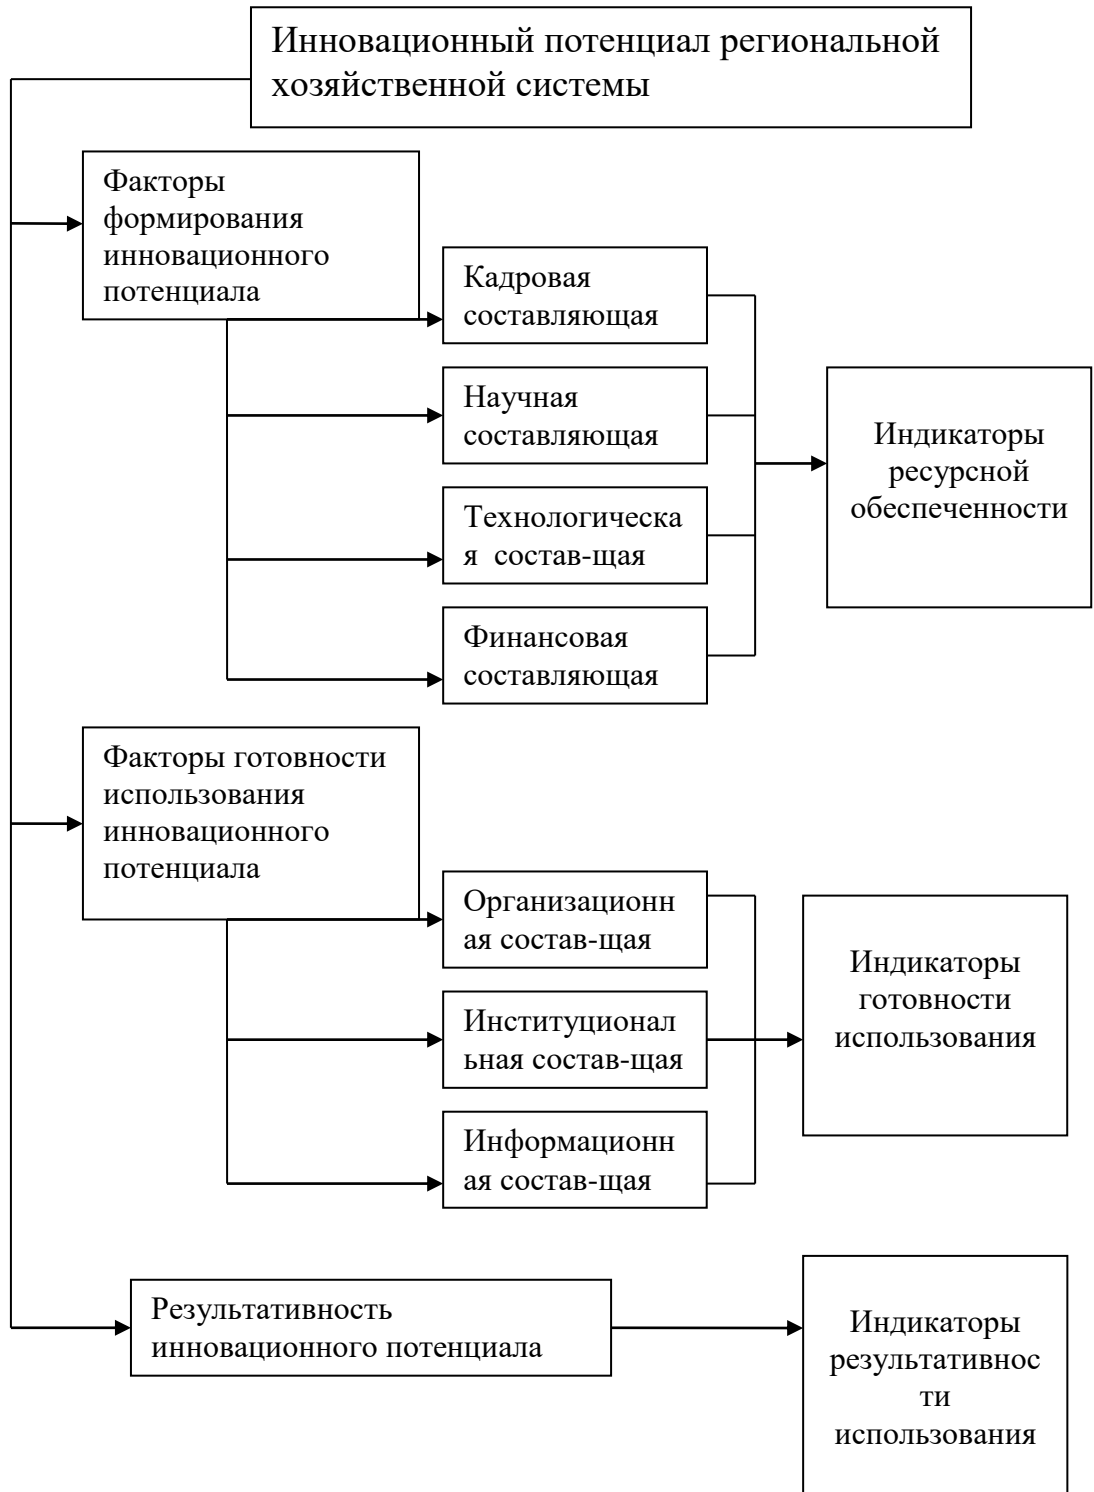 Инновационный потенциал региональной
хозяйственной системы
Факторы
формирования
инновационного
потенциала
Кадровая
составляющая
Научная
составляющая
Технологическа
я состав-щая
Финансовая
составляющая
Индикаторы
ресурсной
обеспеченности
Факторы готовности
использования
инновационного
потенциала
Организационн
ая состав-щая
Институционал
ьная состав-щая
Информационн
ая состав-щая
Индикаторы
готовности
использования
Результативность
инновационного потенциала
Индикаторы
результативнос
ти
использования